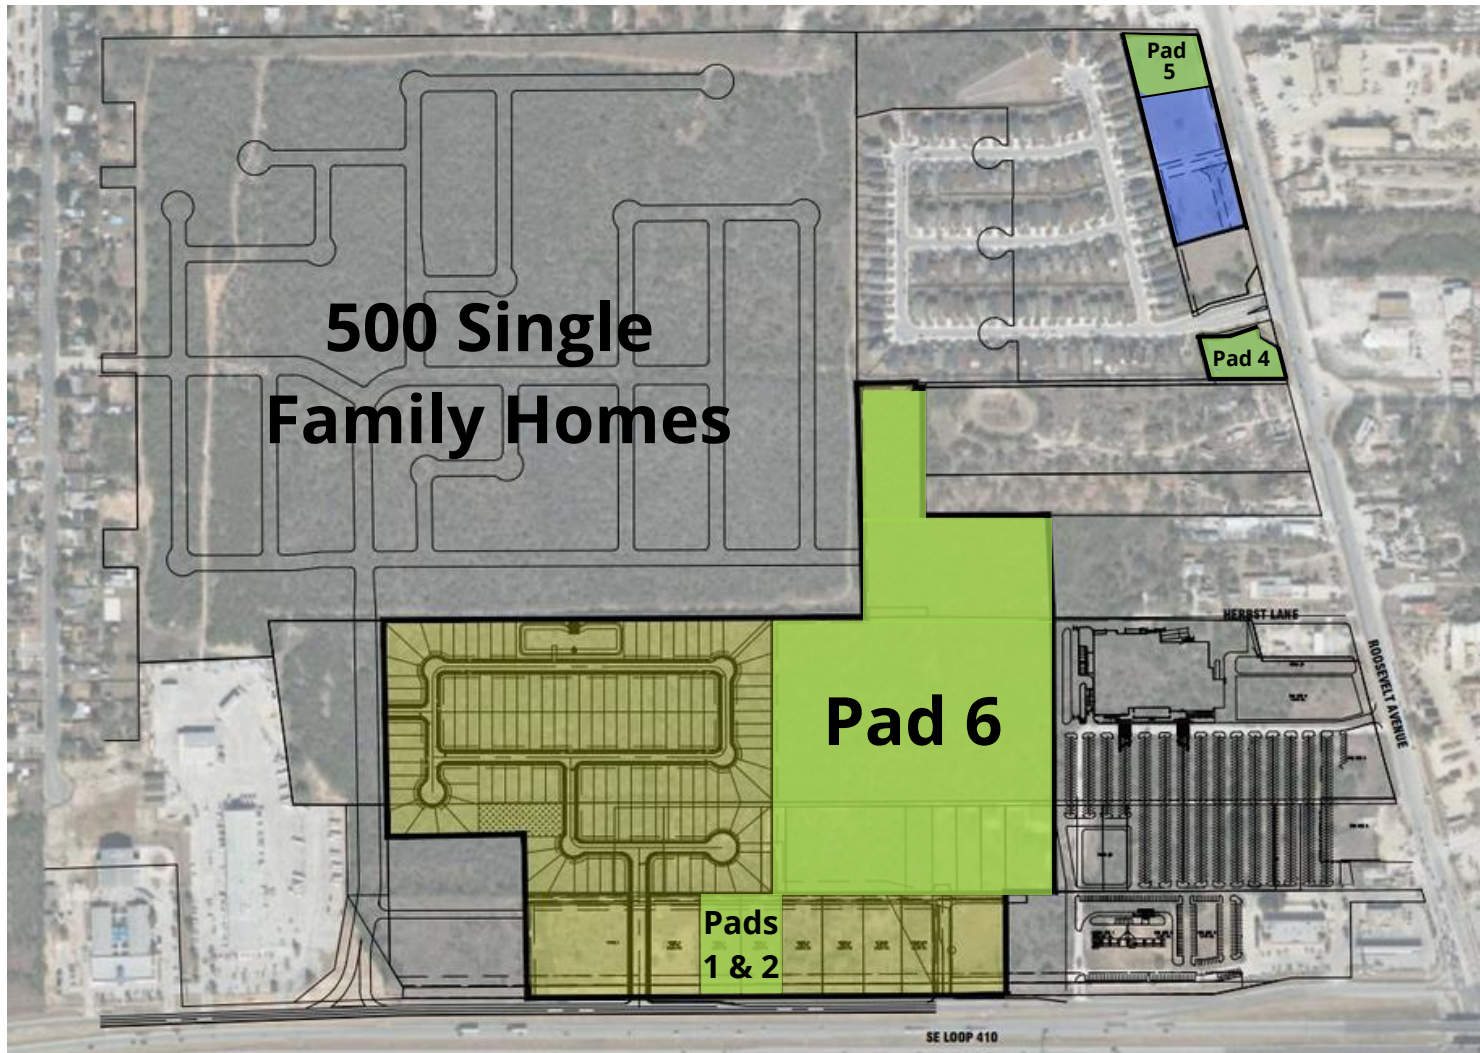 Pad
5
Pad 4
500 Single
Family Homes
HERBST LANE
ROOSEVELT AVENUE
Pad 6
Pads
1 & 2
SE LOOP 410